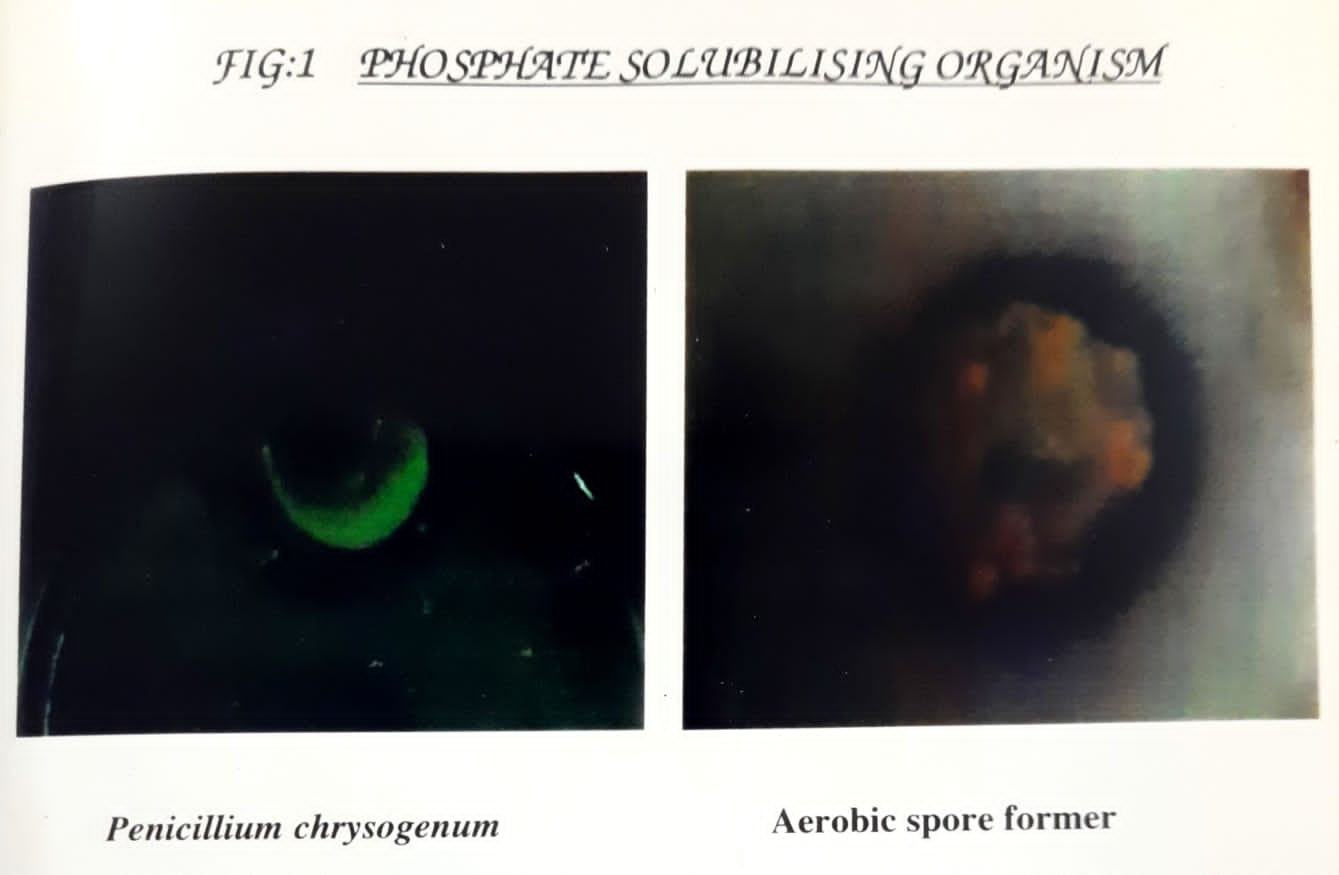 FIG:1 PHOSPHATE SOLUBILISING ORGANISM
Penicillium chrysogenum
Aerobic spore former